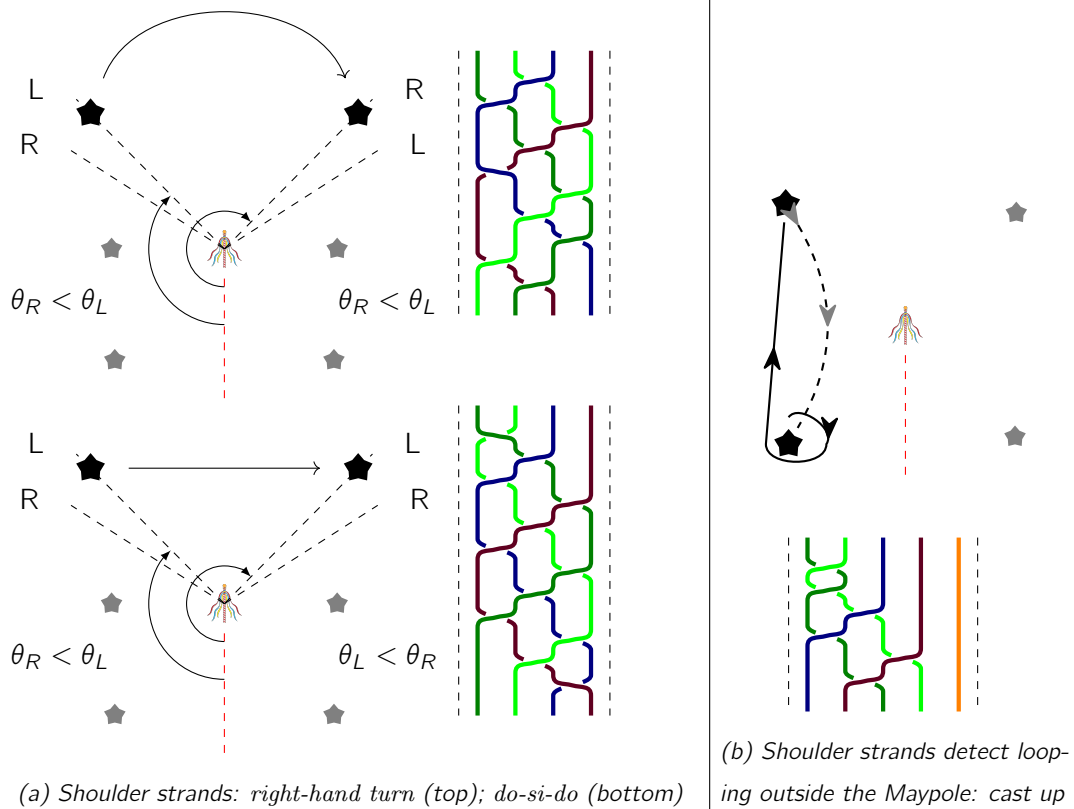 L
R
R
L
θ_R < θ_L
θ_R < θ_L
L
L
R
R
θ_R < θ_L
θ_L < θ_R
(a) Shoulder strands: right-hand turn (top); do-si-do (bottom)
(b) Shoulder strands detect loop-
ing outside the Maypole: cast up